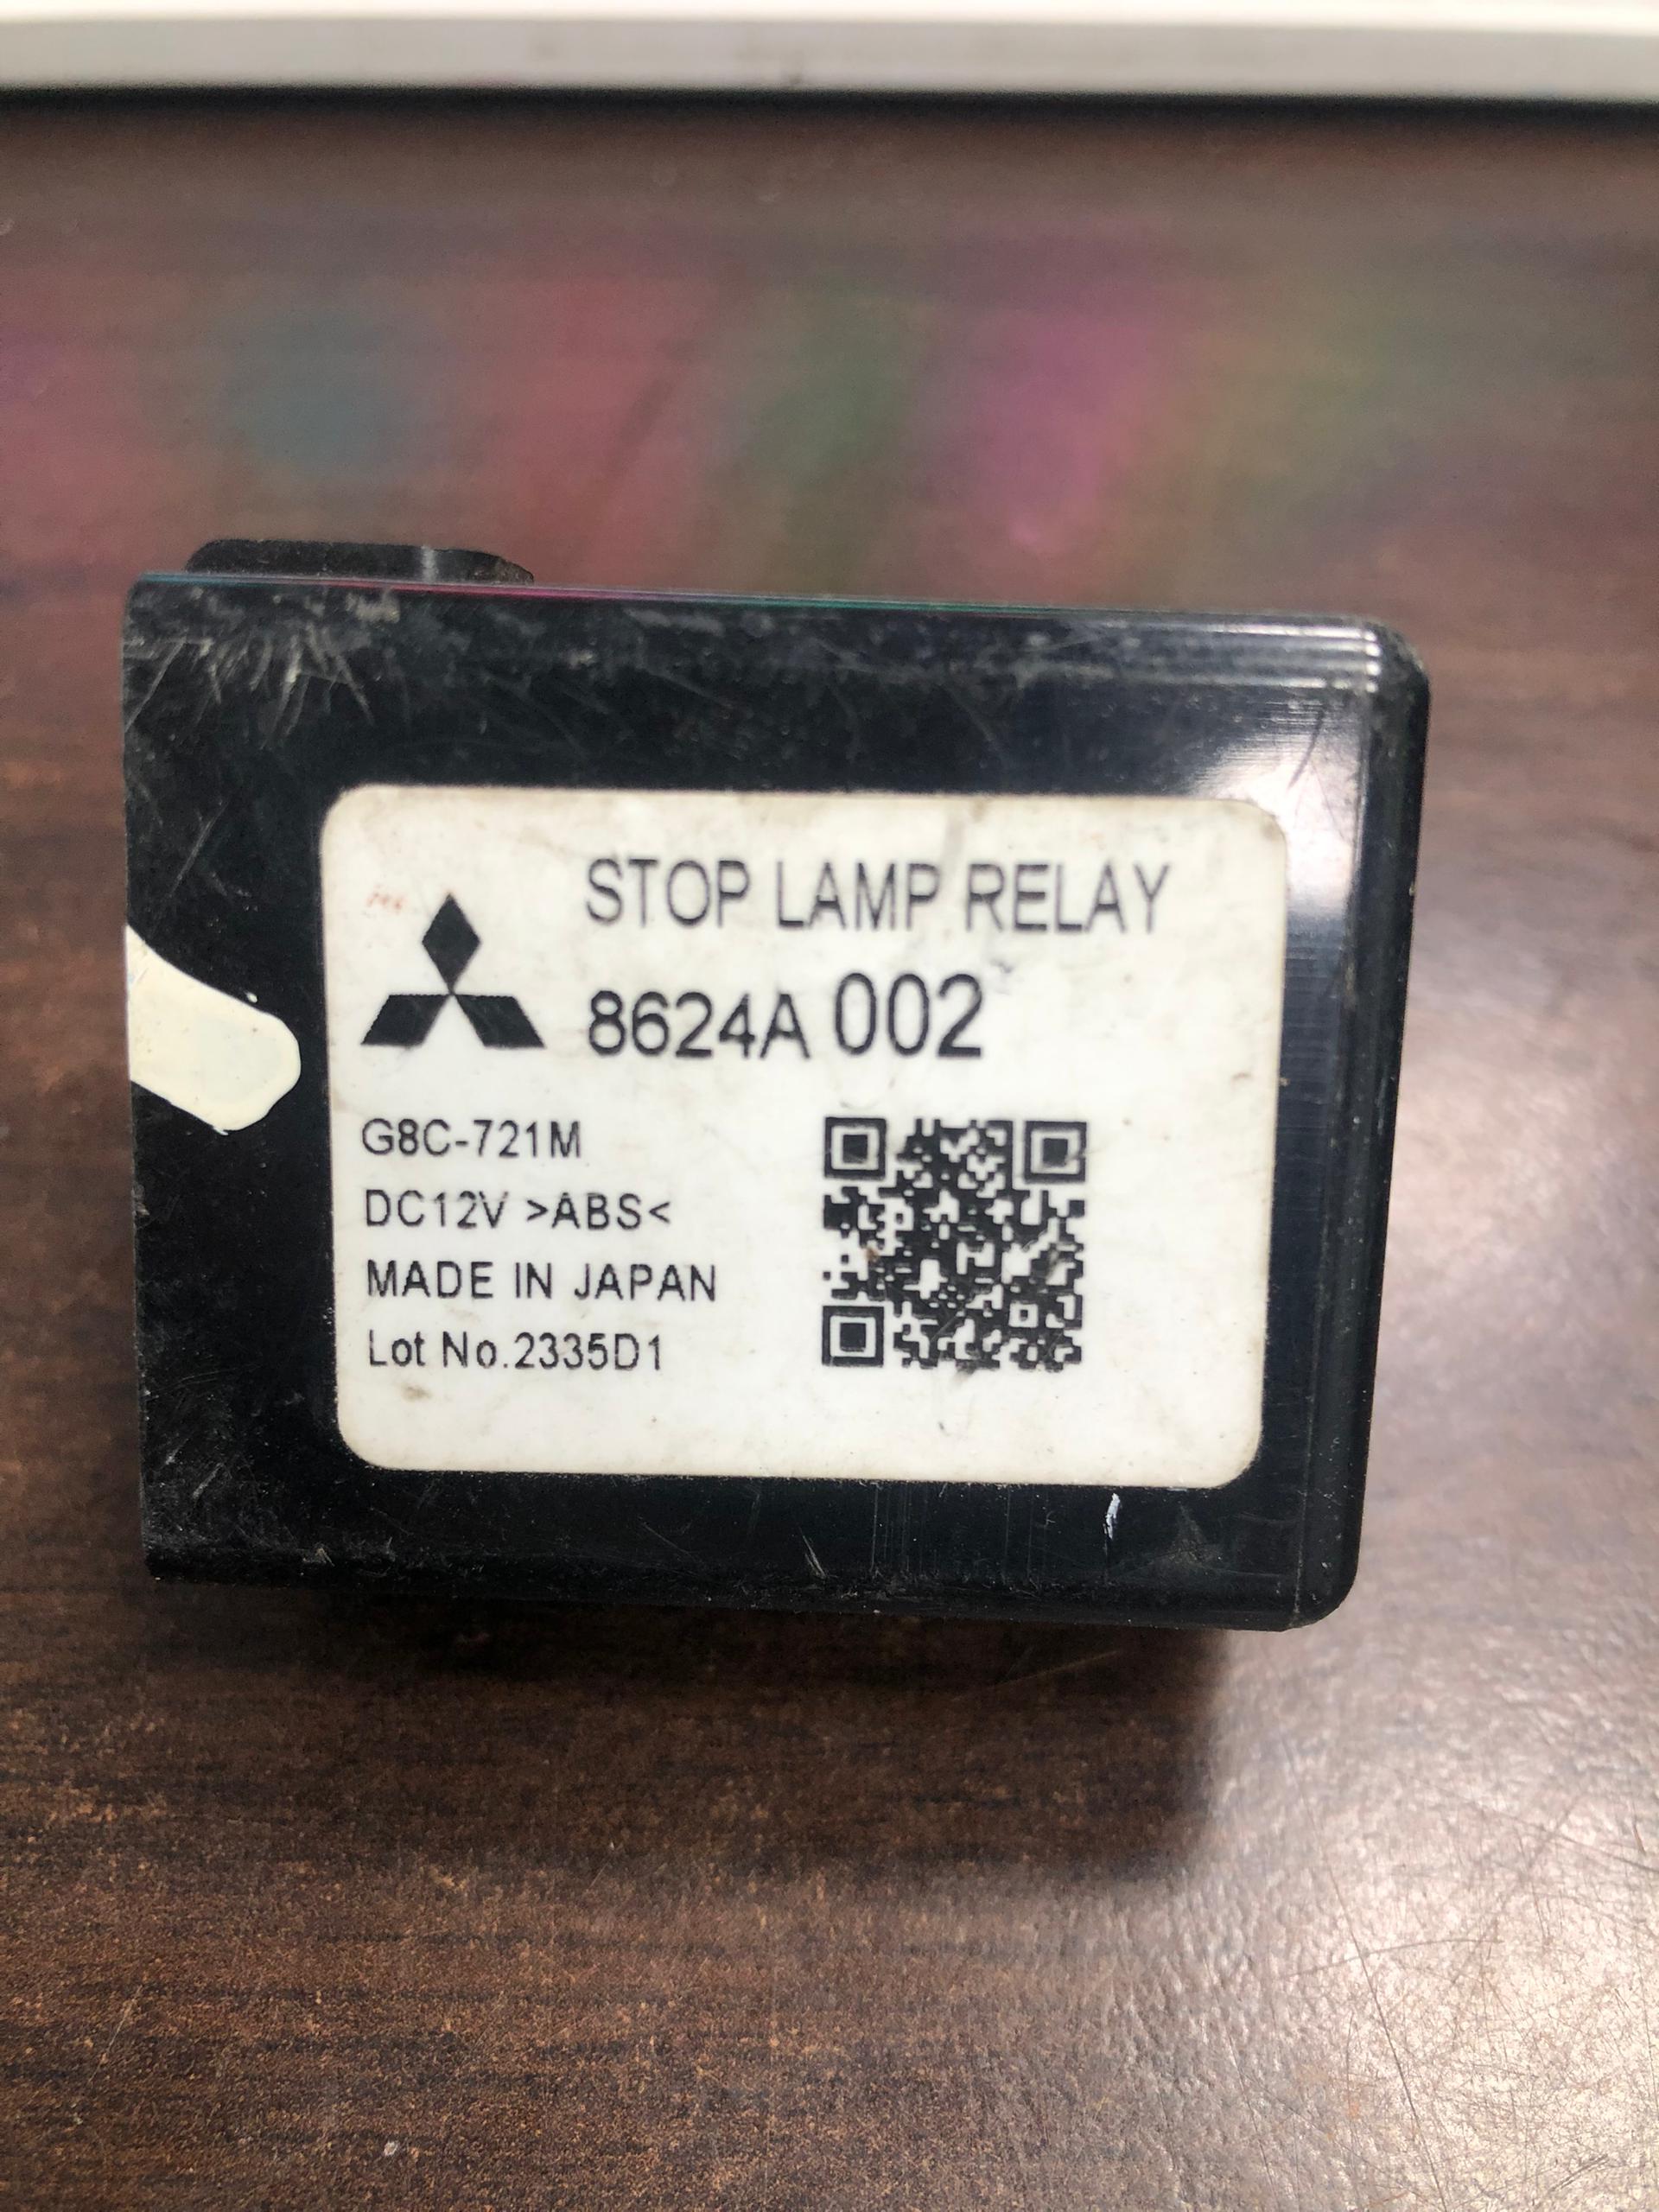 STOP LAMP RELAY
8624A 002
G8C-721M
DC12V >ABS<
MADE IN JAPAN
Lot No.2335D1